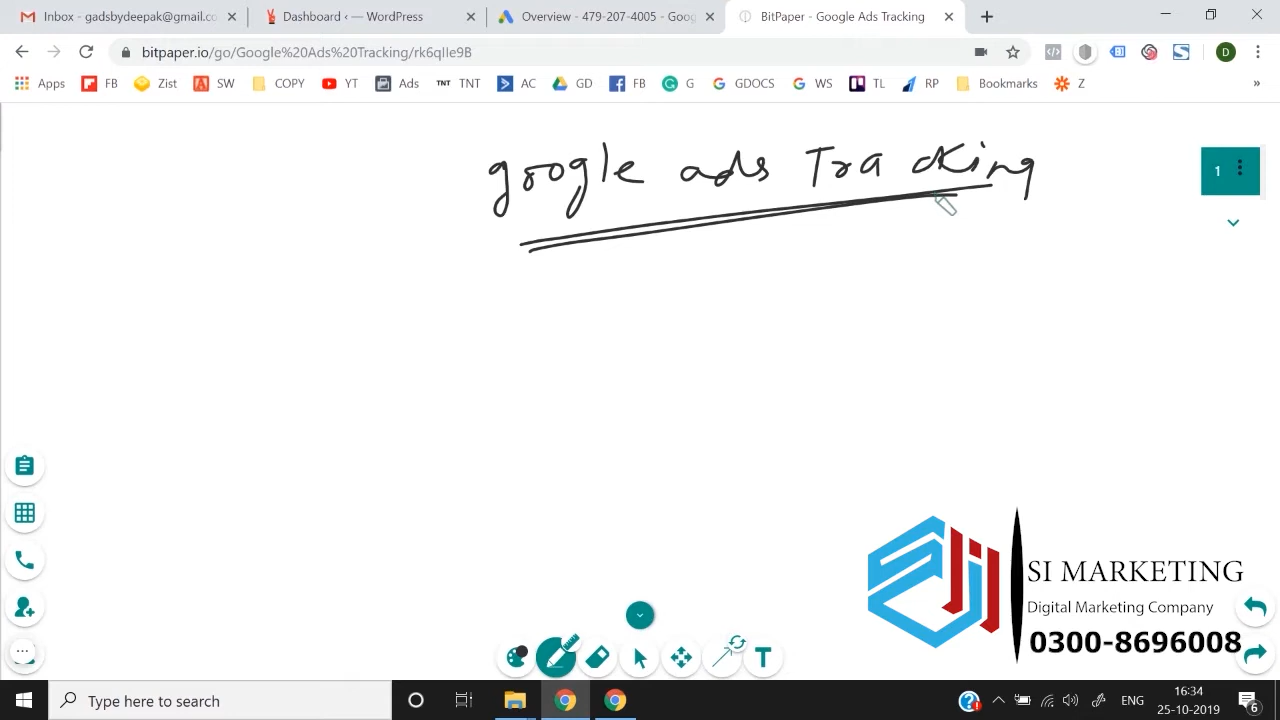 Inbox - gadsbydeepak@gmail.co
Dashboard ‹ — WordPress
Overview - 479-207-4005 - Goog
BitPaper - Google Ads Tracking
bitpaper.io/go/Google%20Ads%20Tracking/rk6qIIe9B
Apps FB Zist SW COPY YT Ads TNT TNT AC GD FB G GDOCS WS TL RP Bookmarks Z »
google ads Tracking
1
SI MARKETING
Digital Marketing Company
0300-8696008
T
Type here to search
ENG
16:34
25-10-2019
6